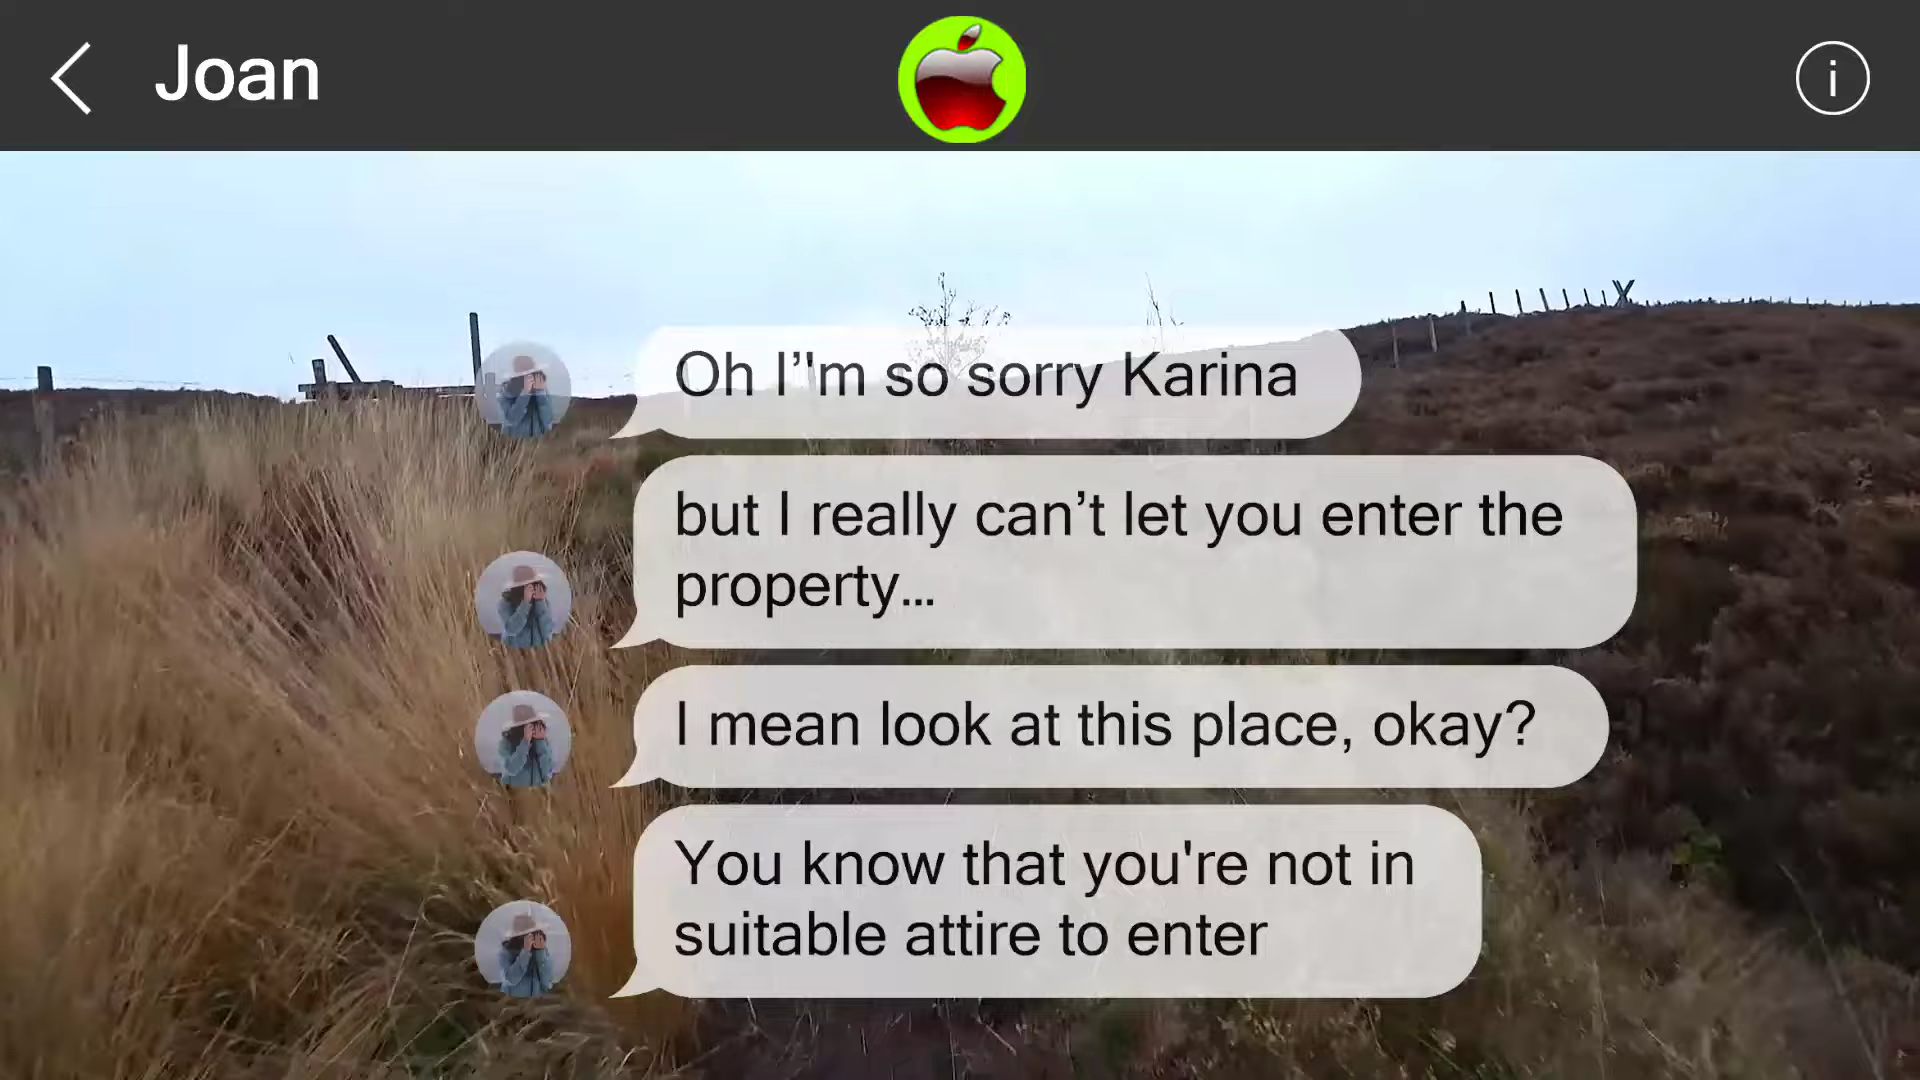 Joan
i
Oh I’'m so sorry Karina
but I really can’t let you enter the
property...
I mean look at this place, okay?
You know that you're not in
suitable attire to enter